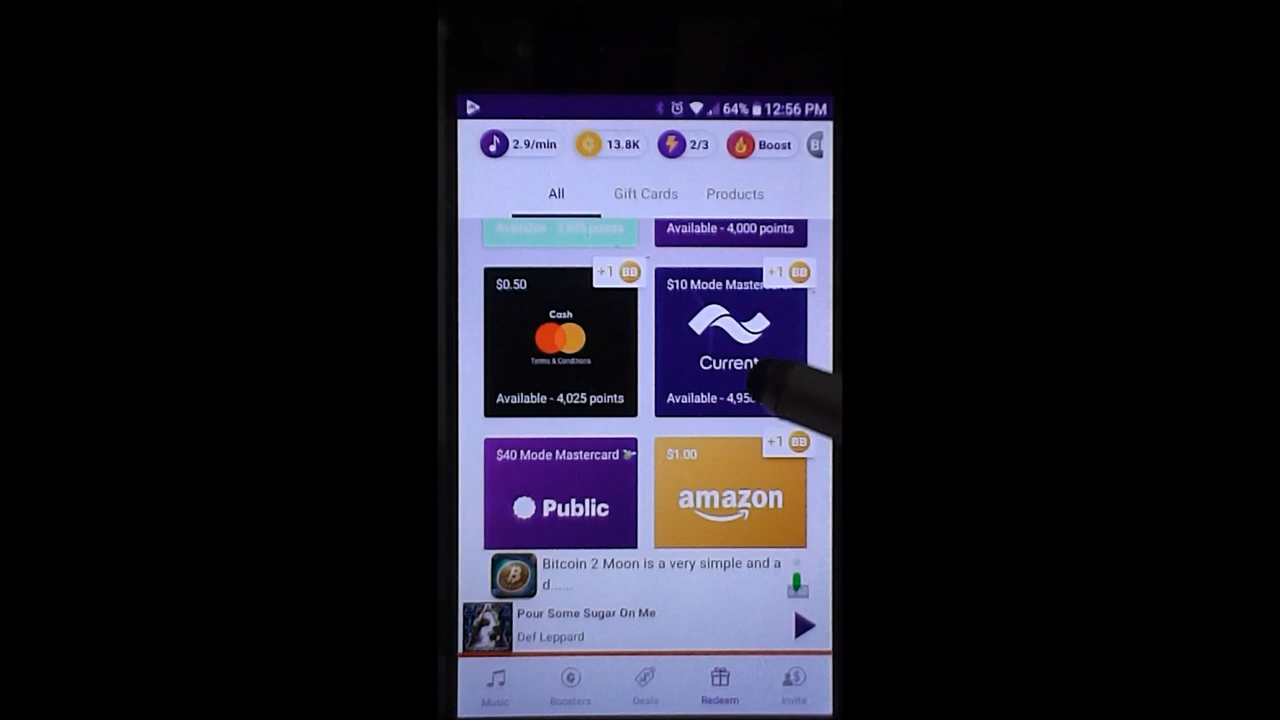 64% 12:56 PM
2.9/min 13.8K 2/3 Boost
All Gift Cards Products
Available - points
Available - 4,000 points
+1 BB
+1 BB
$0.50
$10 Mode
Cash
Terms & Conditions
Current
Available - 4,025 points
Available - 4,95
+1 BB
$40 Mode Mastercard
$1.00
Public
amazon
Bitcoin 2 Moon is a very simple and a
d......
Pour Some Sugar On Me
Def Leppard
Music Boosters Deals Redeem Invite